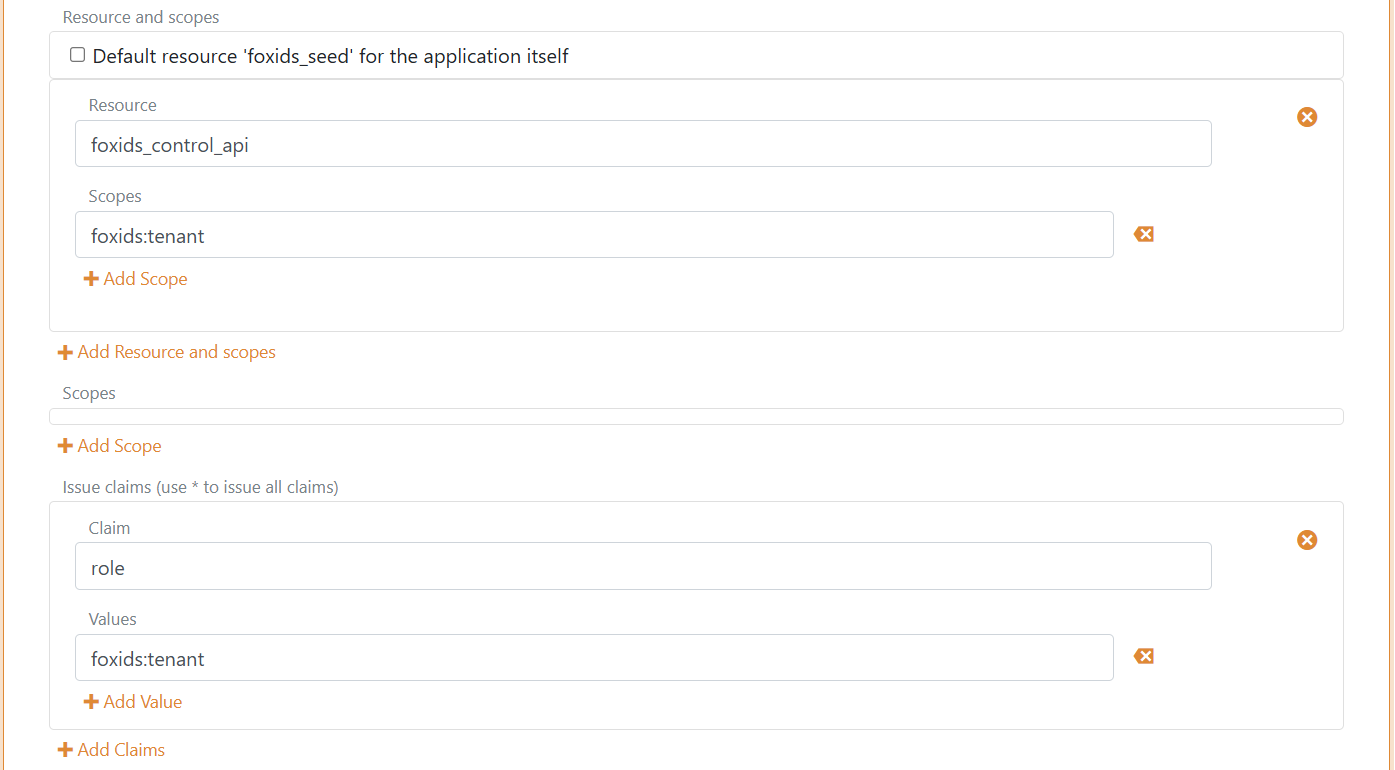 Resource and scopes
Default resource 'foxids_seed' for the application itself
Resource
foxids_control_api
Scopes
foxids:tenant
Add Scope
Add Resource and scopes
Scopes
Add Scope
Issue claims (use * to issue all claims)
Claim
role
Values
foxids:tenant
Add Value
Add Claims